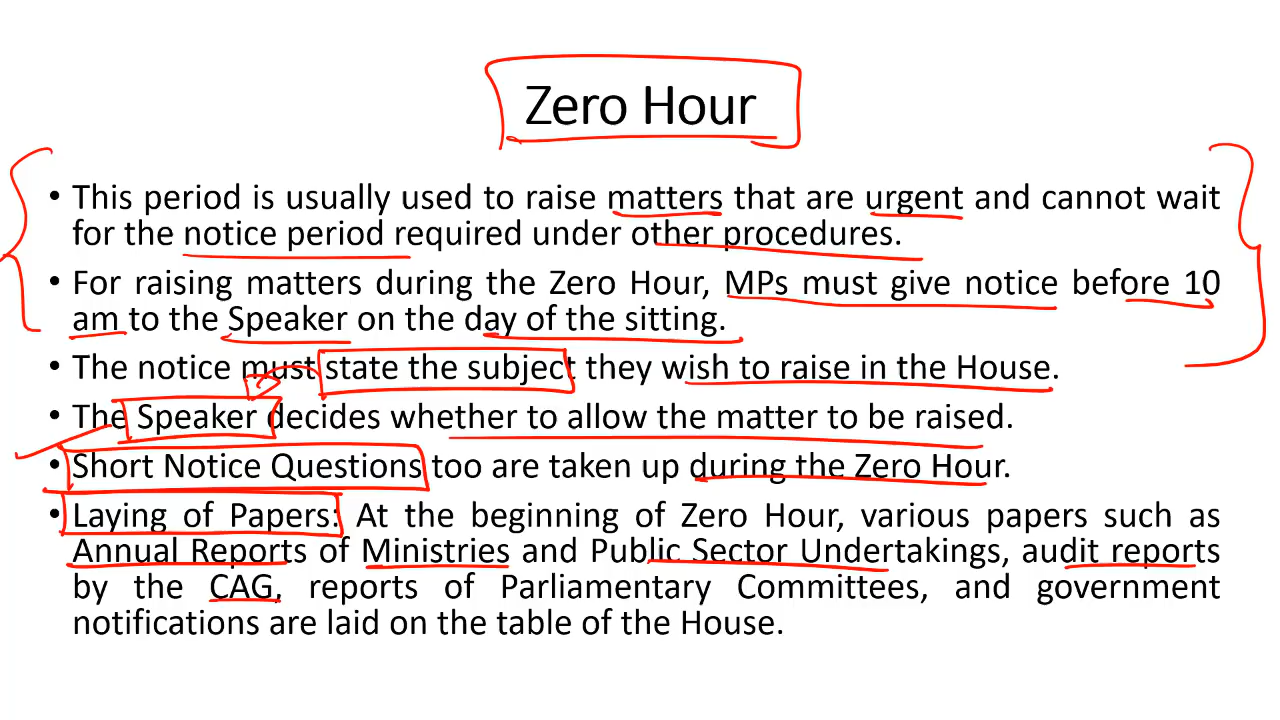 Zero Hour
• This period is usually used to raise matters that are urgent and cannot wait
for the notice period required under other procedures.
• For raising matters during the Zero Hour, MPs must give notice before 10
am to the Speaker on the day of the sitting.
• The notice must state the subject they wish to raise in the House.
• The Speaker decides whether to allow the matter to be raised.
• Short Notice Questions too are taken up during the Zero Hour.
• Laying of Papers: At the beginning of Zero Hour, various papers such as
Annual Reports of Ministries and Public Sector Undertakings, audit reports
by the CAG, reports of Parliamentary Committees, and government
notifications are laid on the table of the House.